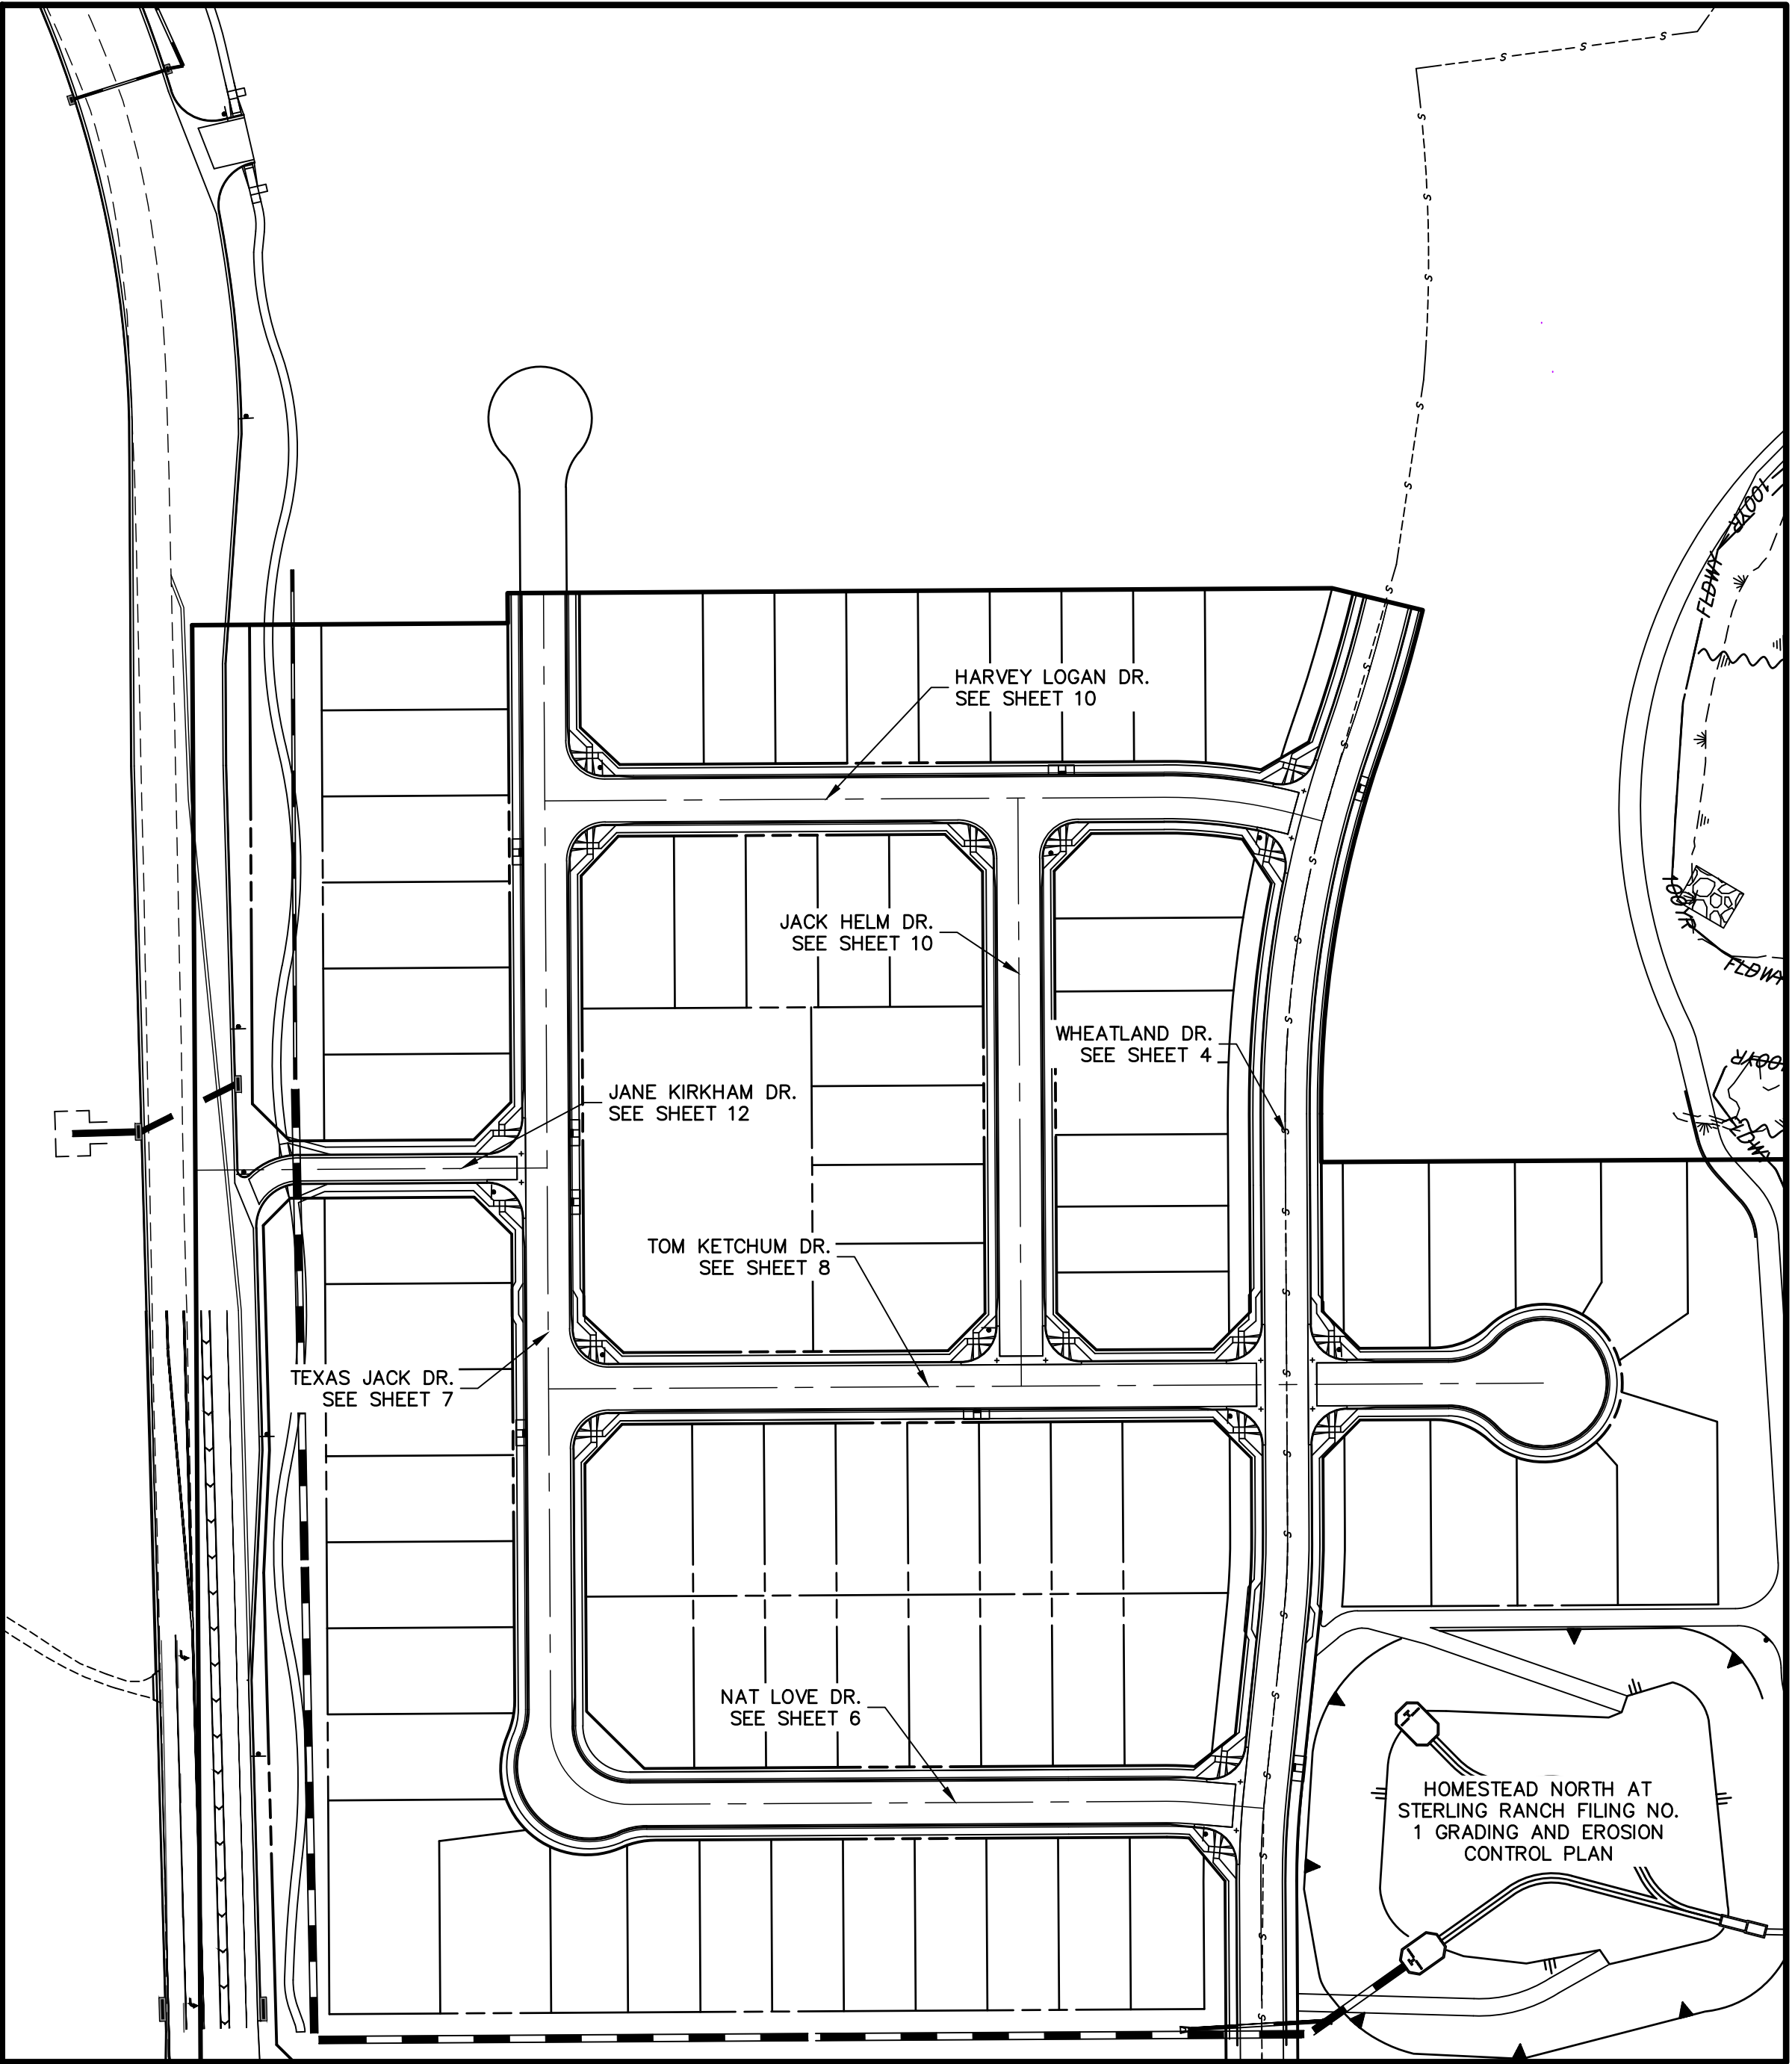 S S S
S
S
S
S
S
100YR
FLDWY
S
HARVEY LOGAN DR.
SEE SHEET 10
S
S
S
100YR
JACK HELM DR.
SEE SHEET 10
S
FLDWY
S
WHEATLAND DR.
SEE SHEET 4
100YR
JANE KIRKHAM DR.
SEE SHEET 12
S
FLDWY
S
TOM KETCHUM DR.
SEE SHEET 8
S
TEXAS JACK DR.
SEE SHEET 7
S
S
S
S
NAT LOVE DR.
SEE SHEET 6
S
HOMESTEAD NORTH AT
STERLING RANCH FILING NO.
1 GRADING AND EROSION
CONTROL PLAN
S
S
S